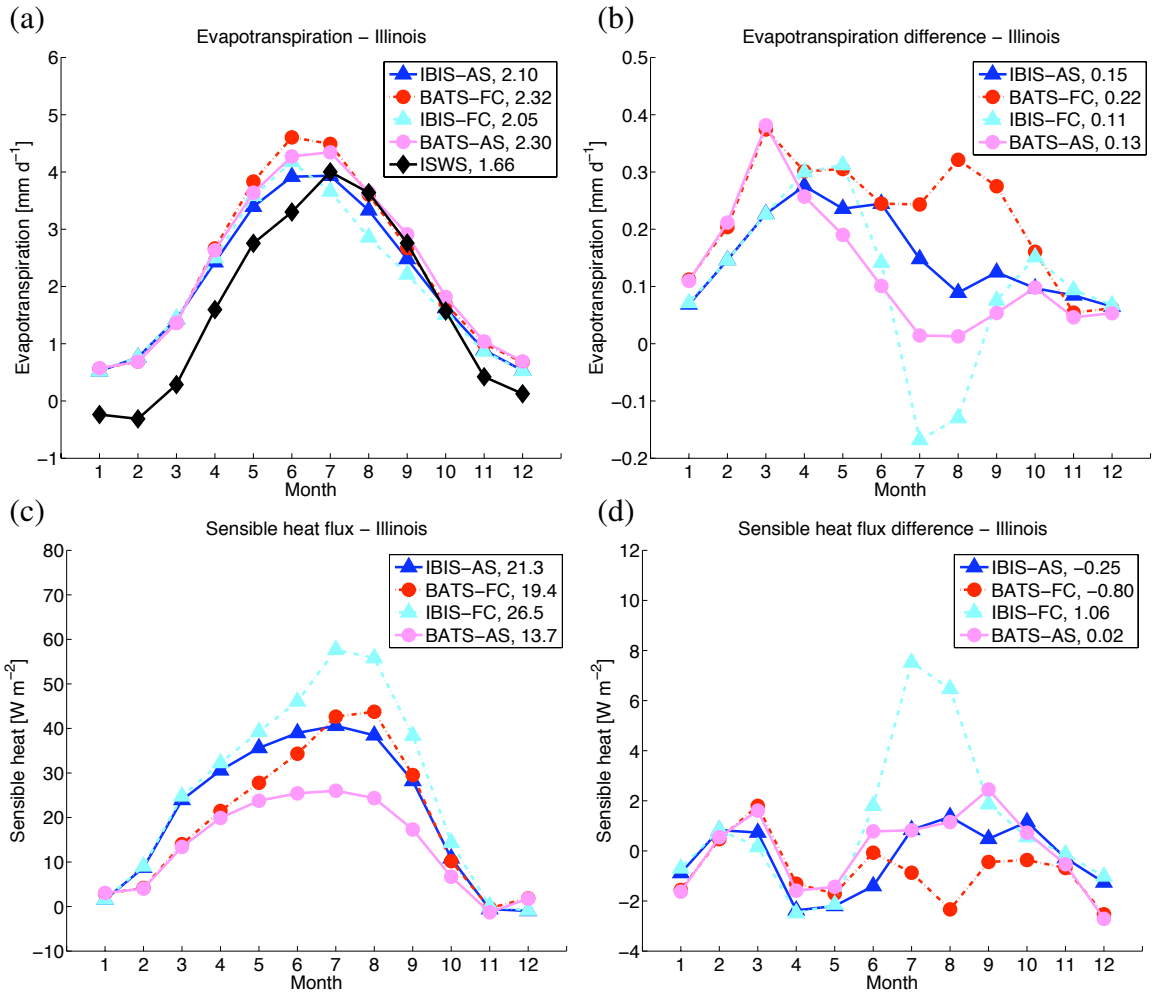 (a)
Evapotranspiration − Illinois
Evapotranspiration [mm d⁻¹]
6
5
4
3
2
1
0
−1
IBIS−AS, 2.10
BATS−FC, 2.32
IBIS−FC, 2.05
BATS−AS, 2.30
ISWS, 1.66
1 2 3 4 5 6 7 8 9 10 11 12
Month
(b)
Evapotranspiration difference − Illinois
Evapotranspiration [mm d⁻¹]
0.5
0.4
0.3
0.2
0.1
0
−0.1
−0.2
IBIS−AS, 0.15
BATS−FC, 0.22
IBIS−FC, 0.11
BATS−AS, 0.13
1 2 3 4 5 6 7 8 9 10 11 12
Month
(c)
Sensible heat flux − Illinois
Sensible heat [W m⁻²]
80
70
60
50
40
30
20
10
0
−10
IBIS−AS, 21.3
BATS−FC, 19.4
IBIS−FC, 26.5
BATS−AS, 13.7
1 2 3 4 5 6 7 8 9 10 11 12
Month
(d)
Sensible heat flux difference − Illinois
Sensible heat [W m⁻²]
12
10
8
6
4
2
0
−2
−4
IBIS−AS, −0.25
BATS−FC, −0.80
IBIS−FC, 1.06
BATS−AS, 0.02
1 2 3 4 5 6 7 8 9 10 11 12
Month